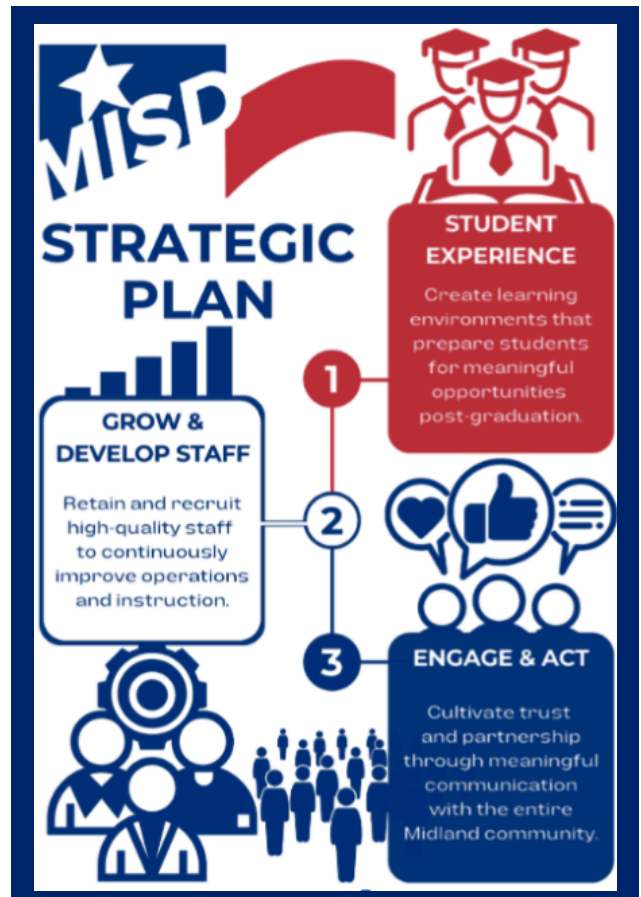 MISD
STRATEGIC
PLAN
STUDENT
EXPERIENCE
Create learning
environments that
prepare students
for meaningful
opportunities
post-graduation.
1
GROW &
DEVELOP STAFF
Retain and recruit
high-quality staff
to continuously
improve operations
and instruction.
2
3
ENGAGE & ACT
Cultivate trust
and partnership
through meaningful
communication
with the entire
Midland community.